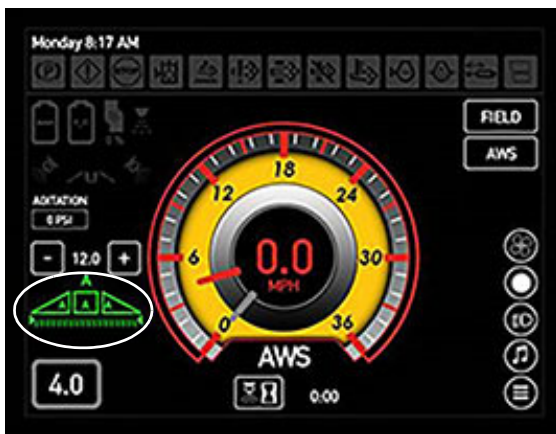 Monday 8:17 AM
FIELD
AWS
AGITATION
0 PSI
- 12.0 +
A
A A A
4.0
0
6
12
18
24
30
36
0.0
MPH
AWS
0:00